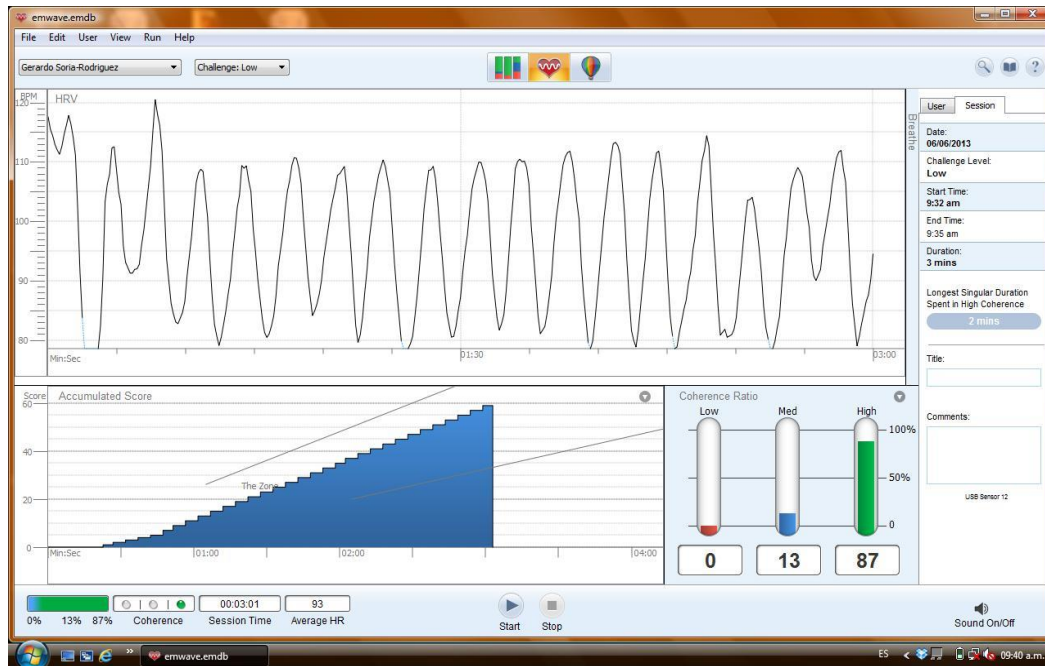 emwave.emdb
File Edit User View Run Help
Gerardo Soria-Rodriguez Challenge: Low
?
BPM HRV
120
110
100
90
80
Min:Sec 01:30 03:00
Breathe
User Session
Date:
06/06/2013
Challenge Level:
Low
Start Time:
9:32 am
End Time:
9:35 am
Duration:
3 mins
Longest Singular Duration
Spent in High Coherence
2 mins
Title:
Comments:
USB Sensor 12
Score Accumulated Score
60
40
20
0
The Zone
Min:Sec 01:00 02:00 04:00
Coherence Ratio
Low Med High
100%
50%
0
0 13 87
0% 13% 87% Coherence
00:03:01 Session Time
93 Average HR
Start Stop
Sound On/Off
emwave.emdb
ES 09:40 a.m.